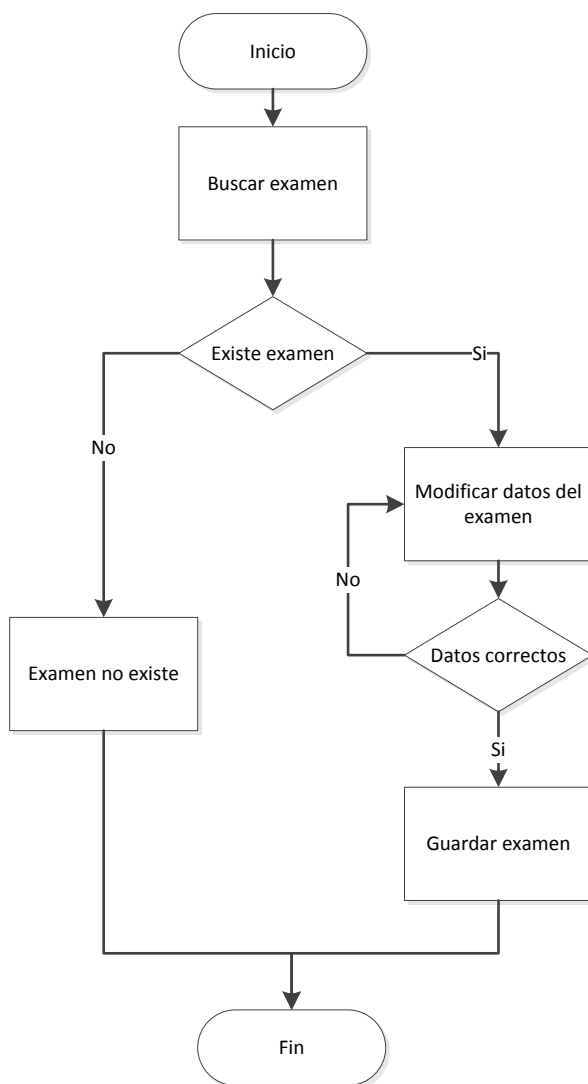 Inicio
Buscar examen
Existe examen
Si
No
Modificar datos del
examen
No
Examen no existe
Datos correctos
Si
Guardar examen
Fin